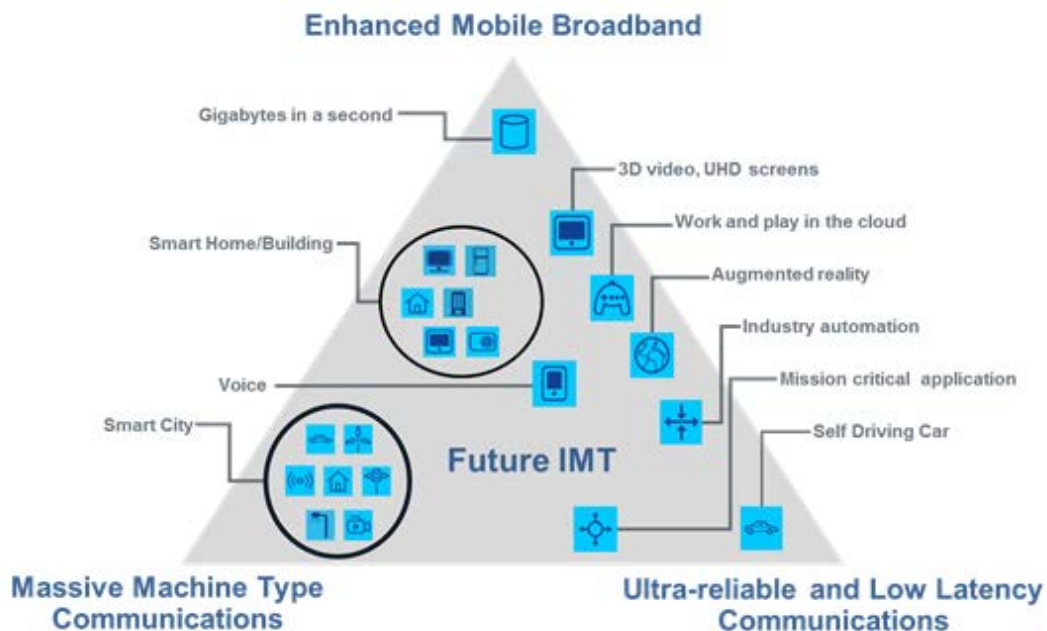 Enhanced Mobile Broadband
Gigabytes in a second
3D video, UHD screens
Work and play in the cloud
Smart Home/Building
Augmented reality
Industry automation
Voice
Mission critical application
Smart City
Self Driving Car
Future IMT
Massive Machine Type
Communications
Ultra-reliable and Low Latency
Communications